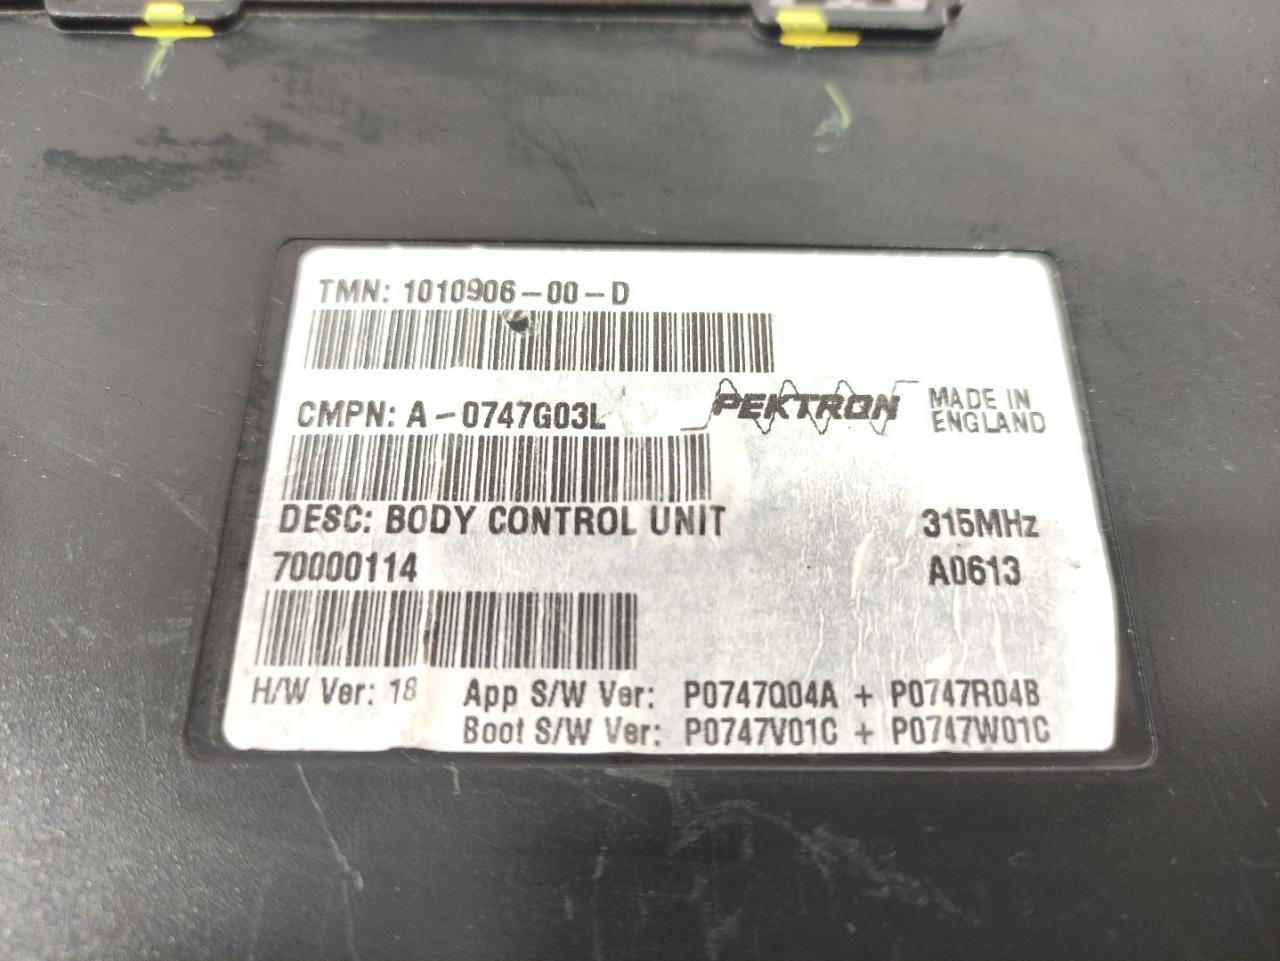 TMN: 1010906-00-D
CMPN: A-0747G03L
PEKTRON
MADE IN
ENGLAND
DESC: BODY CONTROL UNIT
315MHz
70000114
A0613
H/W Ver: 18
App S/W Ver: P0747Q04A + P0747R04B
Boot S/W Ver: P0747V01C + P0747W01C